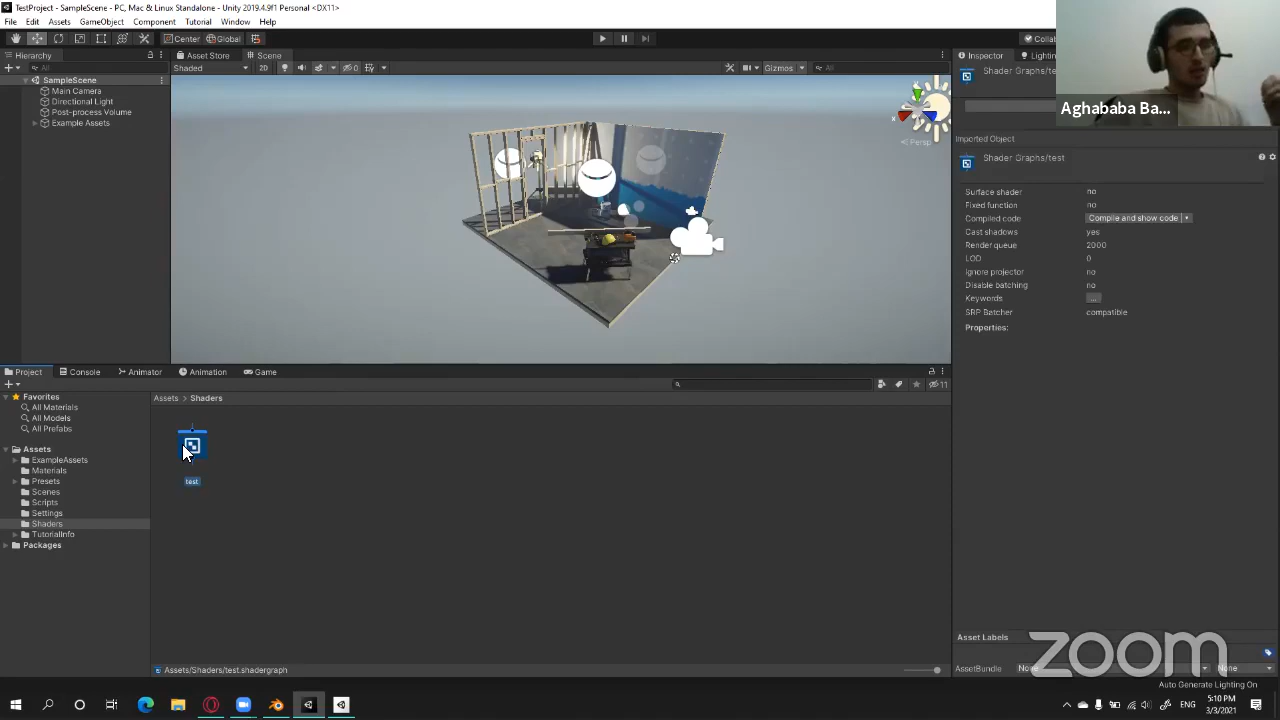 TestProject - SampleScene - PC, Mac & Linux Standalone - Unity 2019.4.9f1 Personal <DX11>
File Edit Assets GameObject Component Tutorial Window Help
Center Global
Hierarchy
All
SampleScene
Main Camera
Directional Light
Post-process Volume
Example Assets
Asset Store Scene
Shaded 2D 0 Gizmos All
x
Persp
Inspector
Shader Graphs/te
Aghababa Ba...
Imported Object
Shader Graphs/test
Surface shader no
Fixed function no
Compiled code Compile and show code
Cast shadows yes
Render queue 2000
LOD 0
Ignore projector no
Disable batching no
Keywords ...
SRP Batcher compatible
Properties:
Project Console Animator Animation Game
11
Favorites
All Materials
All Models
All Prefabs
Assets
ExampleAssets
Materials
Presets
Scenes
Scripts
Settings
Shaders
TutorialInfo
Packages
Assets > Shaders
test
Assets/Shaders/test.shadergraph
Asset Labels
AssetBundle None None
zoom
Auto Generate Lighting On
ENG
5:10 PM
3/3/2021